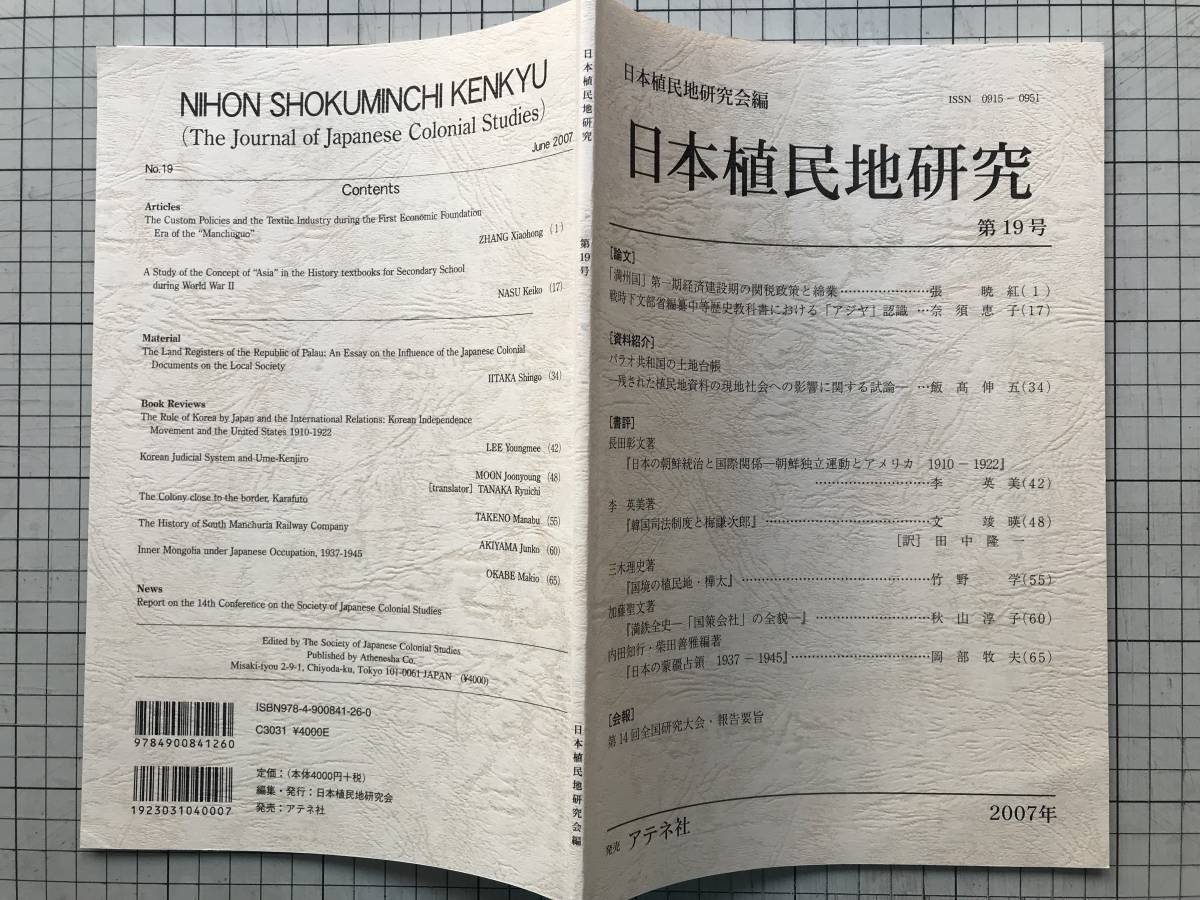 NIHON SHOKUMINCHI KENKYU
(The Journal of Japanese Colonial Studies)
June 2007
No.19
Contents
Articles
The Custom Policies and the Textile Industry during the First Economic Foundation
Era of the "Manchuguo"
ZHANG Xiaohong (1)
A Study of the Concept of "Asia" in the History textbooks for Secondary School
during World War II
NASU Keiko (17)
Material
The Land Registers of the Republic of Palau: An Essay on the Influence of the Japanese Colonial
Documents on the Local Society
IITAKA Shingo (34)
Book Reviews
The Rule of Korea by Japan and the International Relations: Korean Independence
Movement and the United States 1910-1922
LEE Youngmee (42)
Korean Judicial System and Ume-Kenjiro
MOON Joonyoung (48)
[translator] TANAKA Ryuichi
The Colony close to the border, Karafuto
TAKENO Manabu (55)
The History of South Manchuria Railway Company
AKIYAMA Junko (60)
Inner Mongolia under Japanese Occupation, 1937-1945
OKABE Makio (65)
News
Report on the 14th Conference on the Society of Japanese Colonial Studies
Edited by The Society of Japanese Colonial Studies
Published by Athenesha Co.
Misaki-tyou 2-9-1, Chiyoda-ku, Tokyo 101-0061 JAPAN (¥4000)
ISBN978-4-900841-26-0
C3031 ¥4000E
9784900841260
1923031040007
定価：（本体4000円＋税）
編集・発行：日本植民地研究会
発売：アテネ社
日本植民地研究
第19号
日本植民地研究会編
日本植民地研究会編
ISSN 0915－0951
日本植民地研究
第19号
［論文］
「満州国」第一期経済建設期の関税政策と綿業…………………張 暁 紅（1）
戦時下文部省編纂中等歴史教科書における「アジヤ」認識…奈須恵子（17）
［資料紹介］
パラオ共和国の土地台帳
―残された植民地資料の現地社会への影響に関する試論―…飯髙伸五（34）
［書評］
長田彰文著
『日本の朝鮮統治と国際関係―朝鮮独立運動とアメリカ 1910－1922』
………………………李 英 美（42）
李 英美著
『韓国司法制度と梅謙次郎』…………………………………文 竣 暎（48）
［訳］田中隆一
三木理史著
『国境の植民地・樺太』………………………………………竹野 学（55）
加藤聖文著
『満鉄全史―「国策会社」の全貌―』………………………秋山淳子（60）
内田知行・柴田善雅編著
『日本の蒙疆占領 1937－1945』……………………………岡部牧夫（65）
［会報］
第14回全国研究大会・報告要旨
2007年
発売 アテネ社